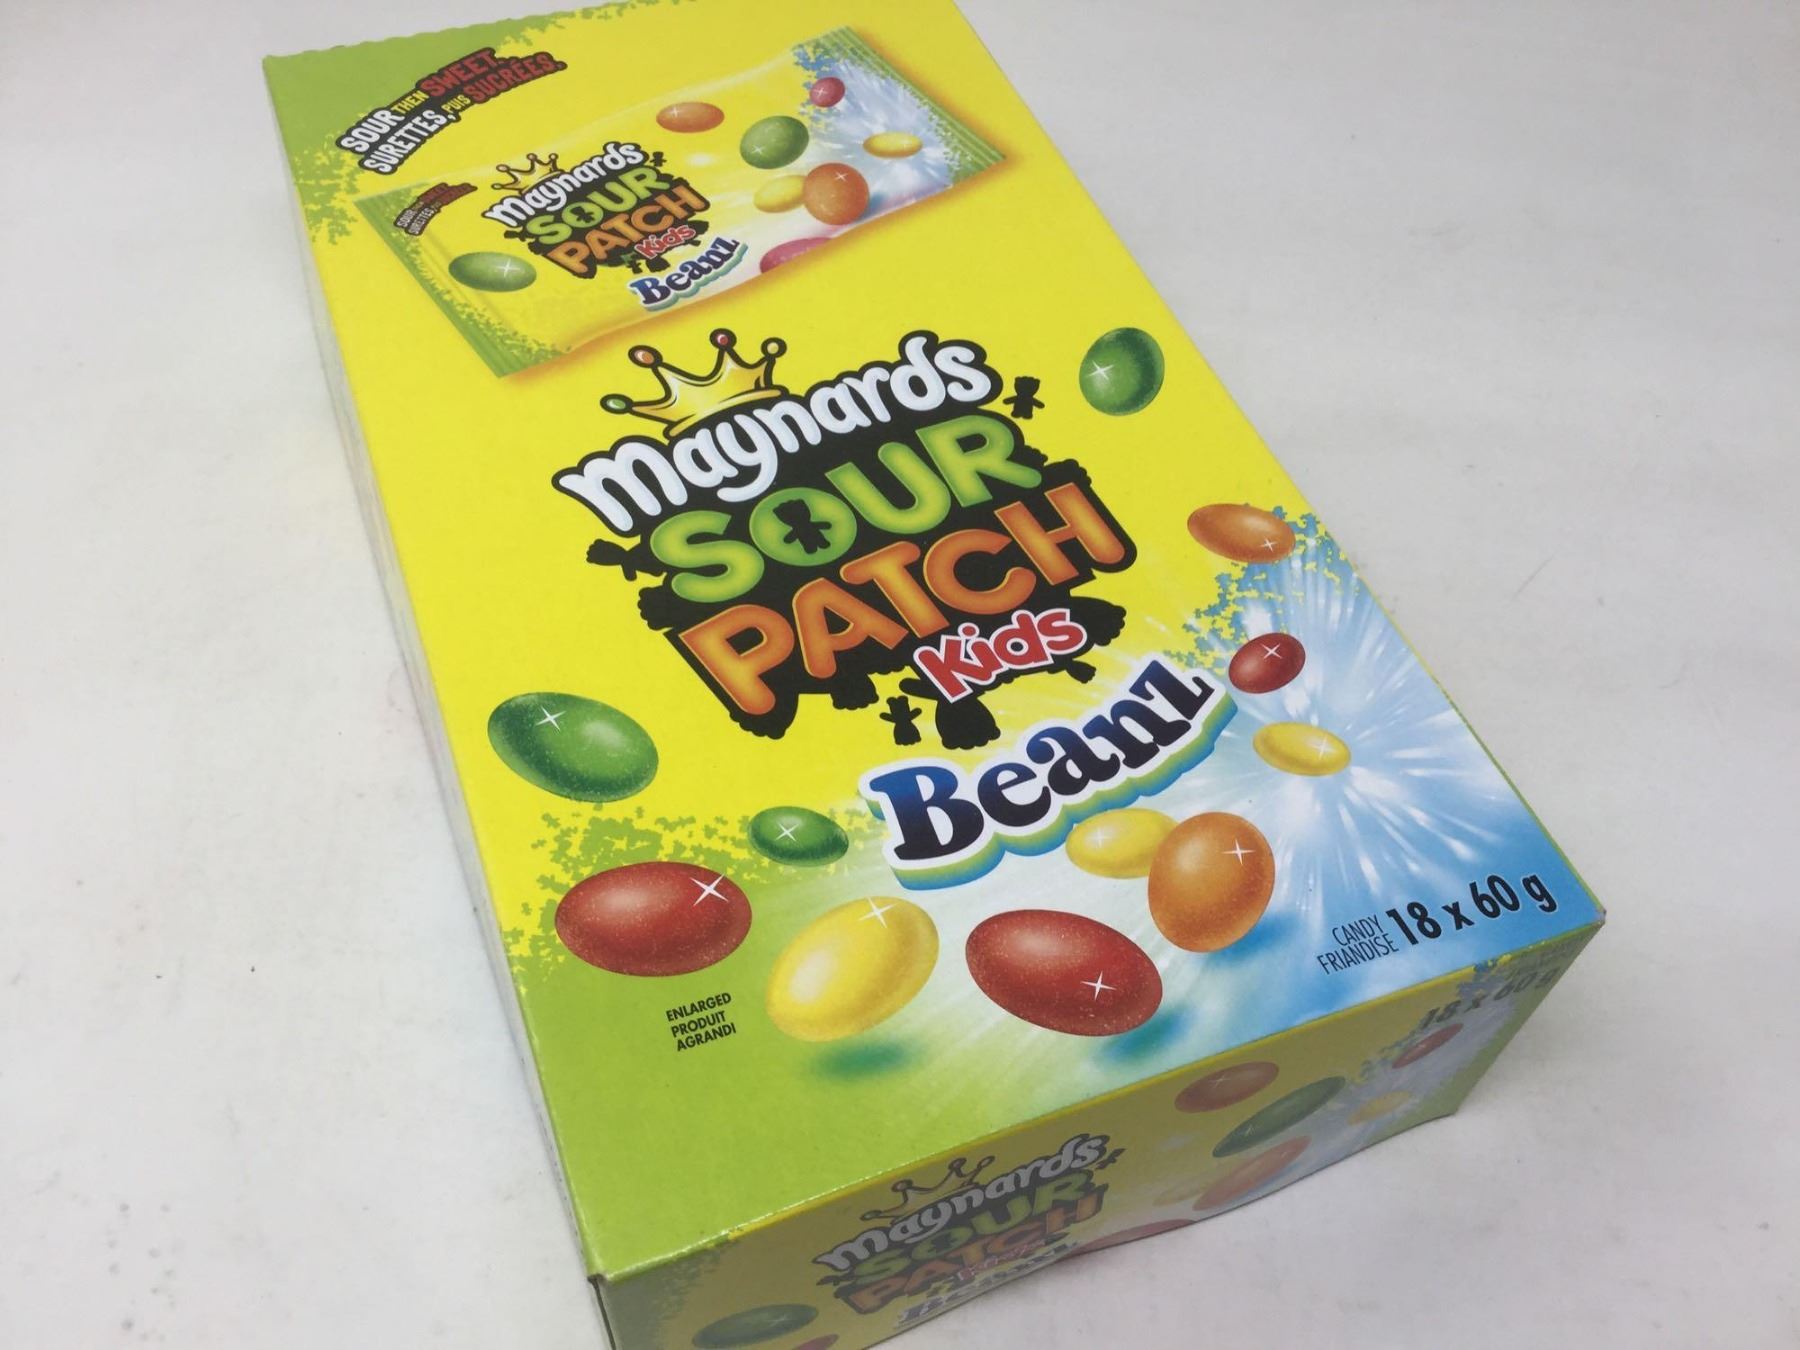 SOUR THEN SWEET.
SURETTES, PUIS SUCRÉES.
maynards
SOUR
PATCH
Kids
Beanz
maynards
SOUR
PATCH
Kids
Beanz
CANDY
FRIANDISE
18 x 60 g
ENLARGED
PRODUIT
AGRANDI
18 x 60 g
maynards
SOUR
PATCH
Kids